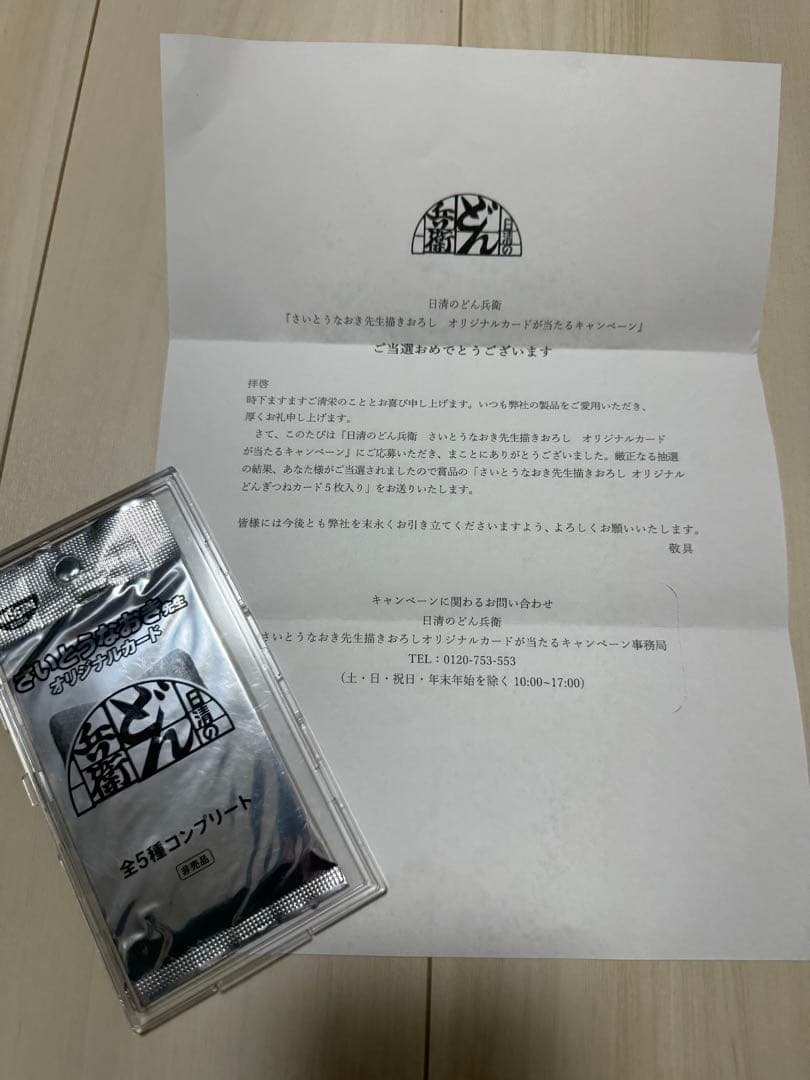 日清の
どん
兵衛
日清のどん兵衛
『さいとうなおき先生描きおろし　オリジナルカードが当たるキャンペーン』
ご当選おめでとうございます
拝啓
時下ますますご清栄のこととお喜び申し上げます。いつも弊社の製品をご愛用いただき、
厚くお礼申し上げます。
さて、このたびは『日清のどん兵衛　さいとうなおき先生描きおろし　オリジナルカード
が当たるキャンペーン』にご応募いただき、まことにありがとうございました。厳正なる抽選
の結果、あなた様がご当選されましたので賞品の「さいとうなおき先生描きおろし オリジナル
どんぎつねカード５枚入り」をお送りいたします。
皆様には今後とも弊社を末永くお引き立てくださいますよう、よろしくお願いいたします。
敬具
キャンペーンに関わるお問い合わせ
日清のどん兵衛
さいとうなおき先生描きおろしオリジナルカードが当たるキャンペーン事務局
TEL：0120-753-553
（土・日・祝日・年末年始を除く 10:00~17:00)
NISSIN
さいとうなおき先生
オリジナルカード
日清の
どん
兵衛
全5種コンプリート
非売品